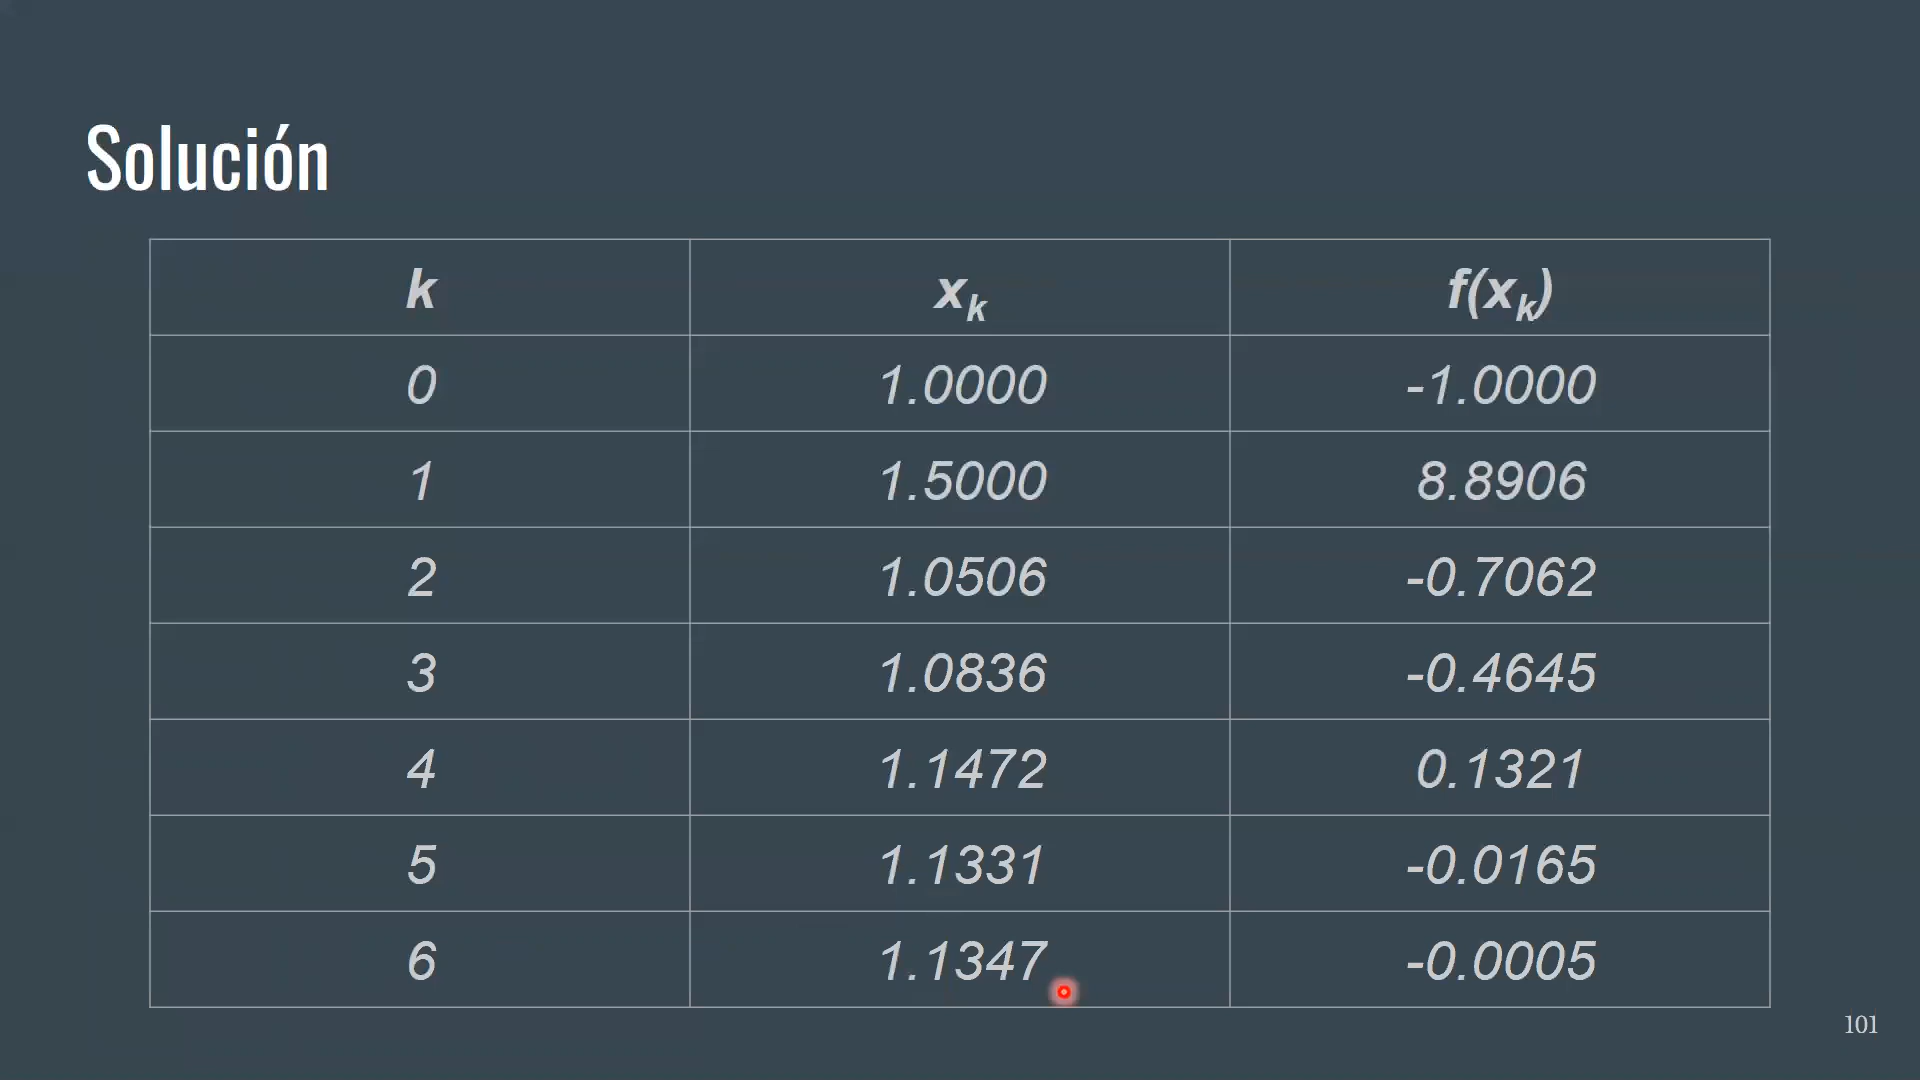 Solución
k x_k f(x_k)
0 1.0000 -1.0000
1 1.5000 8.8906
2 1.0506 -0.7062
3 1.0836 -0.4645
4 1.1472 0.1321
5 1.1331 -0.0165
6 1.1347 -0.0005
101